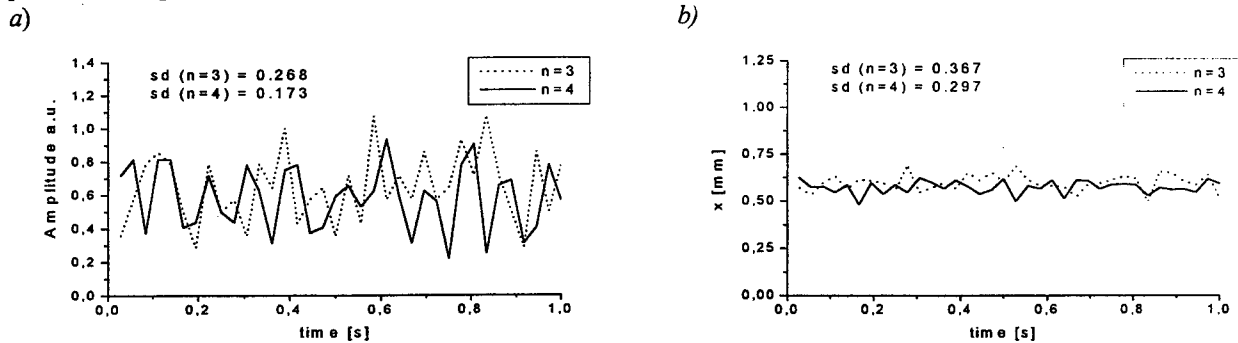 a)
sd (n=3) = 0.268
sd (n=4) = 0.173
n=3
n=4
1,4
1,2
1,0
0,8
0,6
0,4
0,2
0,0
Amplitude a.u.
0,0 0,2 0,4 0,6 0,8 1,0
time [s]
b)
sd (n=3) = 0.367
sd (n=4) = 0.297
n=3
n=4
1,25
1,00
0,75
0,50
0,25
0,00
x [mm]
0,0 0,2 0,4 0,6 0,8 1,0
time [s]